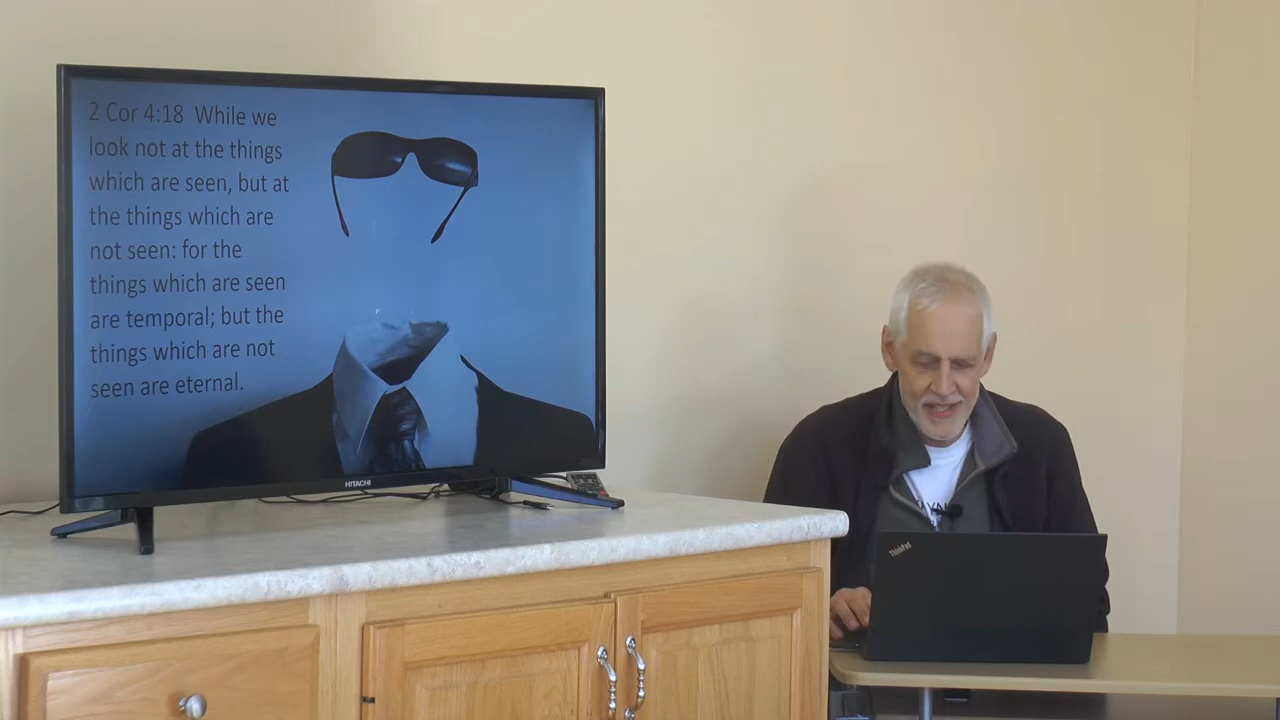 2 Cor 4:18 While we
look not at the things
which are seen, but at
the things which are
not seen: for the
things which are seen
are temporal; but the
things which are not
seen are eternal.
HITACHI
ThinkPad